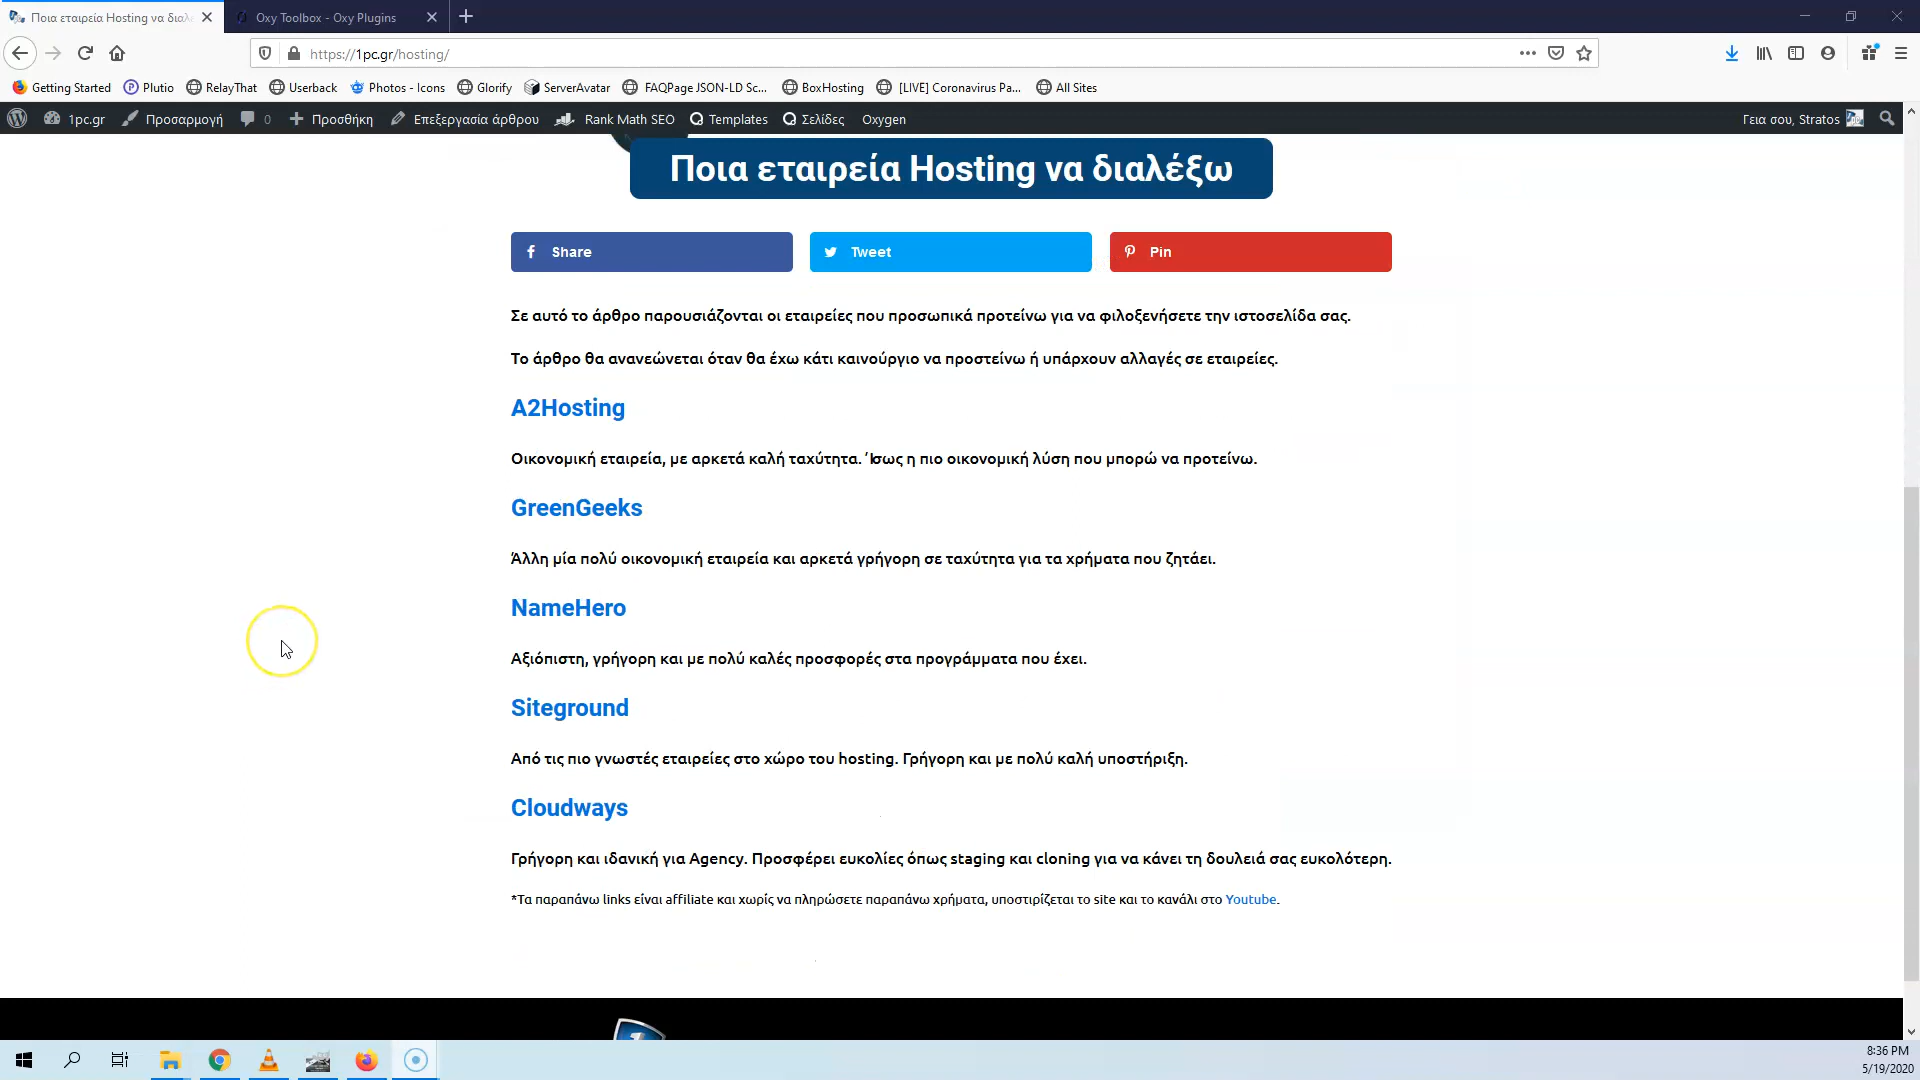 Ποια εταιρεία Hosting να διαλέ
Oxy Toolbox - Oxy Plugins
https://1pc.gr/hosting/
Getting Started Plutio RelayThat Userback Photos - Icons Glorify ServerAvatar FAQPage JSON-LD Sc... BoxHosting [LIVE] Coronavirus Pa... All Sites
1pc.gr Προσαρμογή 0 Προσθήκη Επεξεργασία άρθρου Rank Math SEO Templates Σελίδες Oxygen Γεια σου, Stratos
Ποια εταιρεία Hosting να διαλέξω
Share Tweet Pin
Σε αυτό το άρθρο παρουσιάζονται οι εταιρείες που προσωπικά προτείνω για να φιλοξενήσετε την ιστοσελίδα σας.
Το άρθρο θα ανανεώνεται όταν θα έχω κάτι καινούργιο να προστείνω ή υπάρχουν αλλαγές σε εταιρείες.
A2Hosting
Οικονομική εταιρεία, με αρκετά καλή ταχύτητα. Ίσως η πιο οικονομική λύση που μπορώ να προτείνω.
GreenGeeks
Άλλη μία πολύ οικονομική εταιρεία και αρκετά γρήγορη σε ταχύτητα για τα χρήματα που ζητάει.
NameHero
Αξιόπιστη, γρήγορη και με πολύ καλές προσφορές στα προγράμματα που έχει.
Siteground
Από τις πιο γνωστές εταιρείες στο χώρο του hosting. Γρήγορη και με πολύ καλή υποστήριξη.
Cloudways
Γρήγορη και ιδανική για Agency. Προσφέρει ευκολίες όπως staging και cloning για να κάνει τη δουλειά σας ευκολότερη.
*Τα παραπάνω links είναι affiliate και χωρίς να πληρώσετε παραπάνω χρήματα, υποστιρίζεται το site και το κανάλι στο Youtube.
8:36 PM
5/19/2020